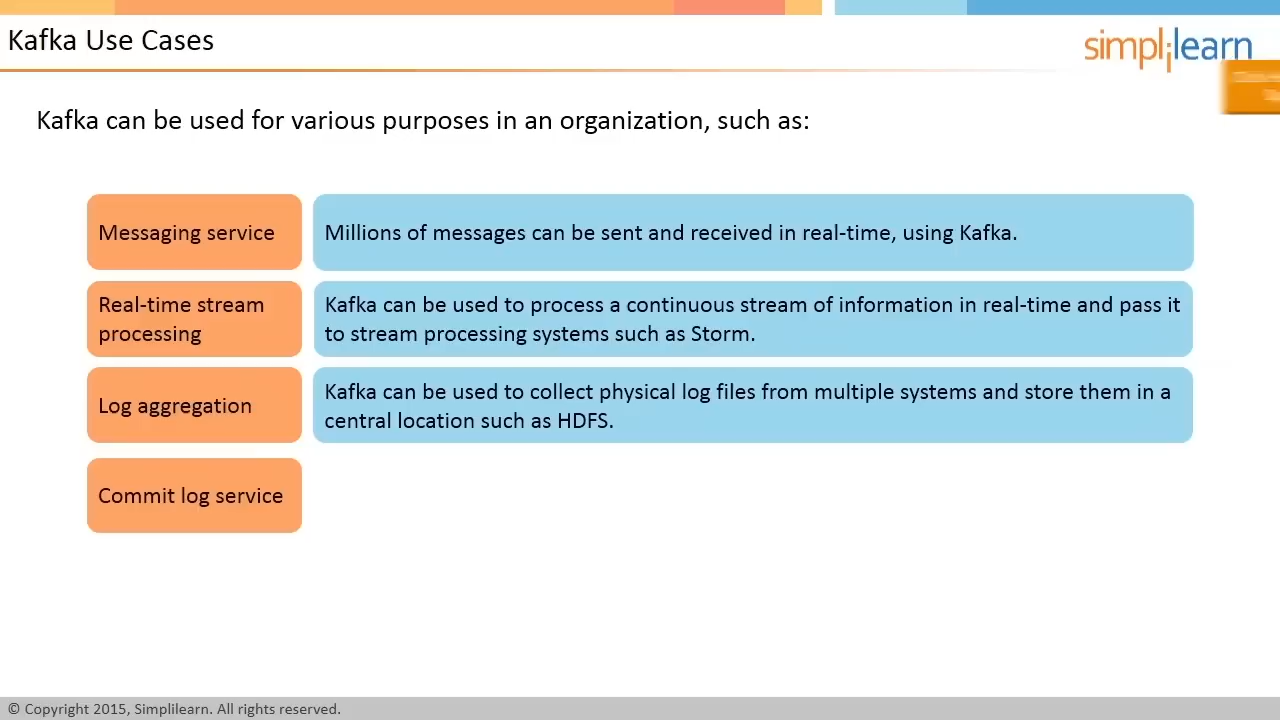 Kafka Use Cases
simplilearn
Kafka can be used for various purposes in an organization, such as:
Messaging service
Millions of messages can be sent and received in real-time, using Kafka.
Real-time stream
processing
Kafka can be used to process a continuous stream of information in real-time and pass it
to stream processing systems such as Storm.
Log aggregation
Kafka can be used to collect physical log files from multiple systems and store them in a
central location such as HDFS.
Commit log service
© Copyright 2015, Simplilearn. All rights reserved.